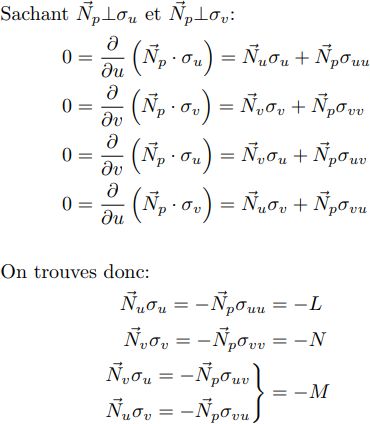 Sachant $\vec{N}_p \perp \sigma_u$ et $\vec{N}_p \perp \sigma_v$:
$0 = \frac{\partial}{\partial u}\left(\vec{N}_p \cdot \sigma_u\right) = \vec{N}_u \sigma_u + \vec{N}_p \sigma_{uu}$
$0 = \frac{\partial}{\partial v}\left(\vec{N}_p \cdot \sigma_v\right) = \vec{N}_v \sigma_v + \vec{N}_p \sigma_{vv}$
$0 = \frac{\partial}{\partial v}\left(\vec{N}_p \cdot \sigma_u\right) = \vec{N}_v \sigma_u + \vec{N}_p \sigma_{uv}$
$0 = \frac{\partial}{\partial u}\left(\vec{N}_p \cdot \sigma_v\right) = \vec{N}_u \sigma_v + \vec{N}_p \sigma_{vu}$
On trouves donc:
$\vec{N}_u \sigma_u = -\vec{N}_p \sigma_{uu} = -L$
$\vec{N}_v \sigma_v = -\vec{N}_p \sigma_{vv} = -N$
$\left.\begin{array}{r} \vec{N}_v \sigma_u = -\vec{N}_p \sigma_{uv} \\ \vec{N}_u \sigma_v = -\vec{N}_p \sigma_{vu} \end{array}\right\} = -M$